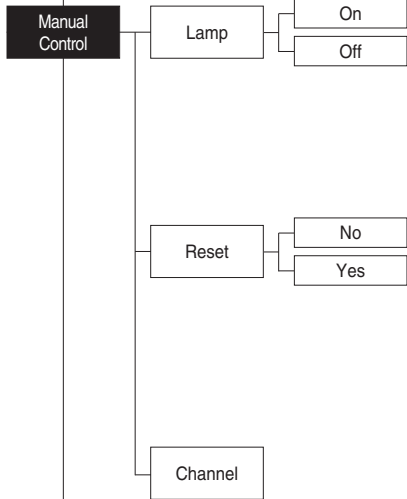 Manual
Control
Lamp
On
Off
Reset
No
Yes
Channel